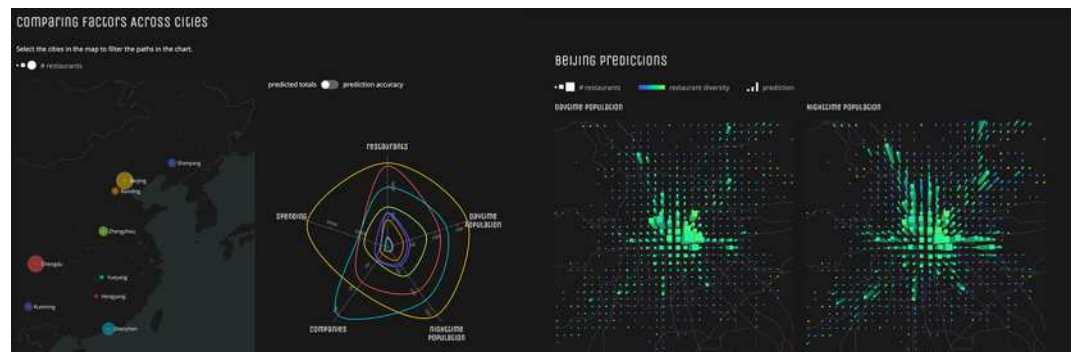 Comparing Factors Across Cities
Select the cities in the map to filter the paths in the chart.
# restaurants
predicted totals
prediction accuracy
Shenyang
Beijing
Baoding
Zhengzhou
Chengdu
Yueyang
Hengyang
Kunming
Shenzhen
restaurants
Spending
Daytime
Population
Companies
Nighttime
Population
Beijing Predictions
# restaurants
restaurant diversity
prediction
Daytime Population
Nighttime Population